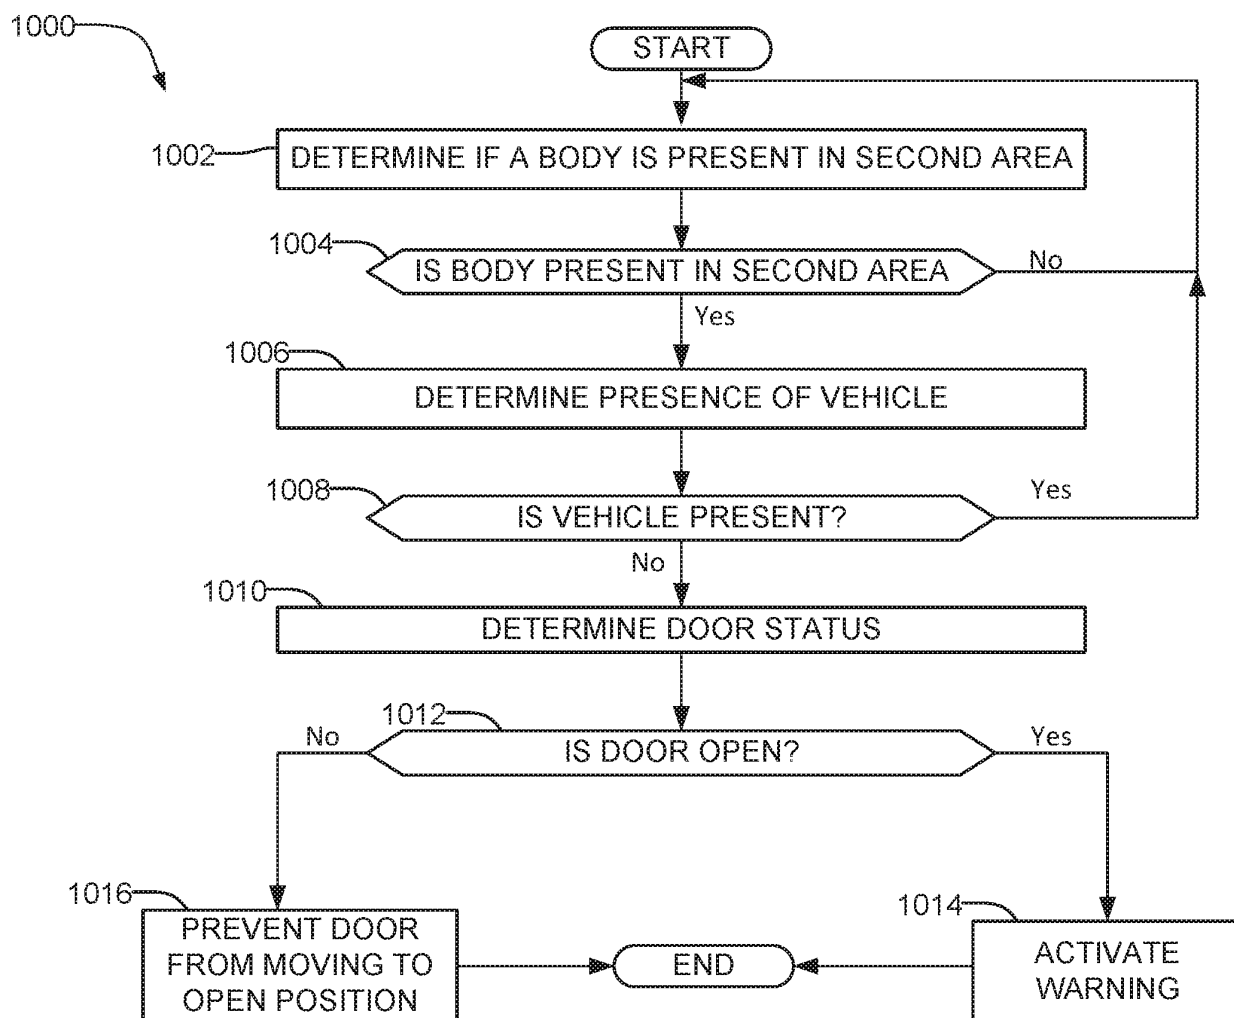 1000
START
1002
DETERMINE IF A BODY IS PRESENT IN SECOND AREA
1004
IS BODY PRESENT IN SECOND AREA
No
Yes
1006
DETERMINE PRESENCE OF VEHICLE
1008
IS VEHICLE PRESENT?
Yes
No
1010
DETERMINE DOOR STATUS
1012
IS DOOR OPEN?
No
Yes
1016
PREVENT DOOR
FROM MOVING TO
OPEN POSITION
END
1014
ACTIVATE
WARNING